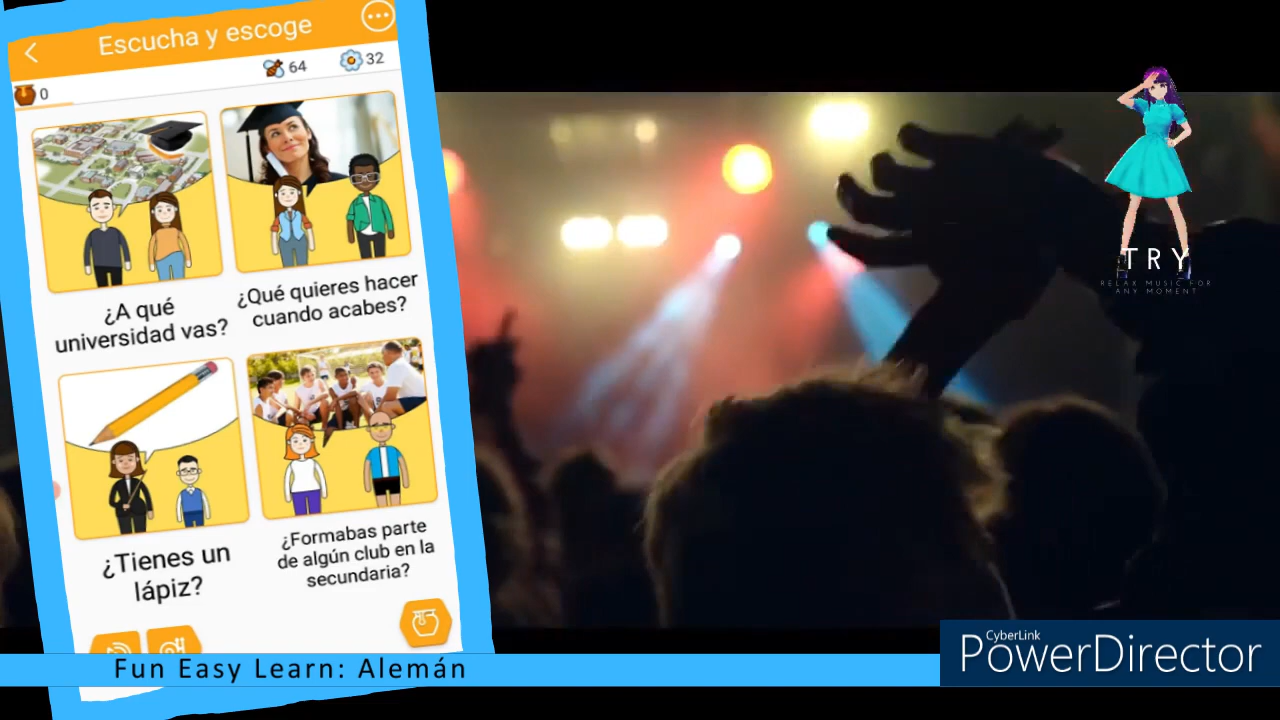 Escucha y escoge
64
32
0
¿A qué
universidad vas?
¿Qué quieres hacer
cuando acabes?
¿Tienes un
lápiz?
¿Formabas parte
de algún club en la
secundaria?
TRY
RELAX MUSIC FOR
ANY MOMENT
Fun Easy Learn: Alemán
CyberLink
PowerDirector